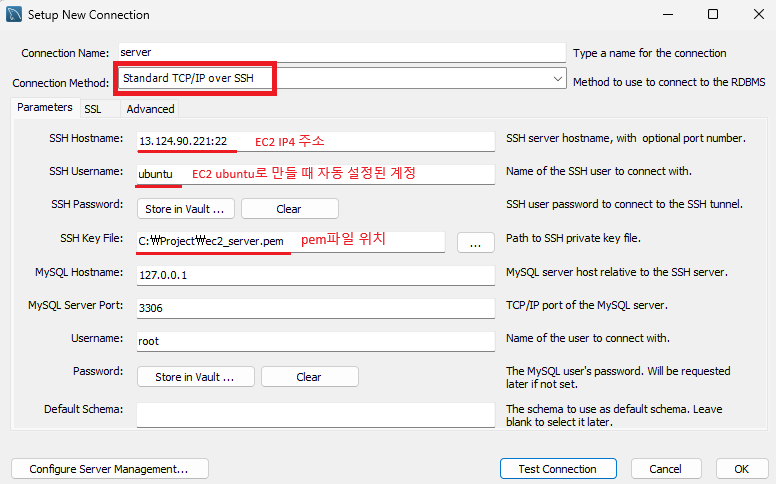 Setup New Connection
Connection Name: server Type a name for the connection
Connection Method: Standard TCP/IP over SSH Method to use to connect to the RDBMS
Parameters SSL Advanced
SSH Hostname: 13.124.90.221:22 EC2 IP4 주소 SSH server hostname, with optional port number.
SSH Username: ubuntu EC2 ubuntu로 만들 때 자동 설정된 계정 Name of the SSH user to connect with.
SSH Password: Store in Vault ... Clear SSH user password to connect to the SSH tunnel.
SSH Key File: C:₩Project₩ec2_server.pem pem파일 위치 ... Path to SSH private key file.
MySQL Hostname: 127.0.0.1 MySQL server host relative to the SSH server.
MySQL Server Port: 3306 TCP/IP port of the MySQL server.
Username: root Name of the user to connect with.
Password: Store in Vault ... Clear The MySQL user's password. Will be requested
later if not set.
Default Schema: The schema to use as default schema. Leave
blank to select it later.
Configure Server Management... Test Connection Cancel OK